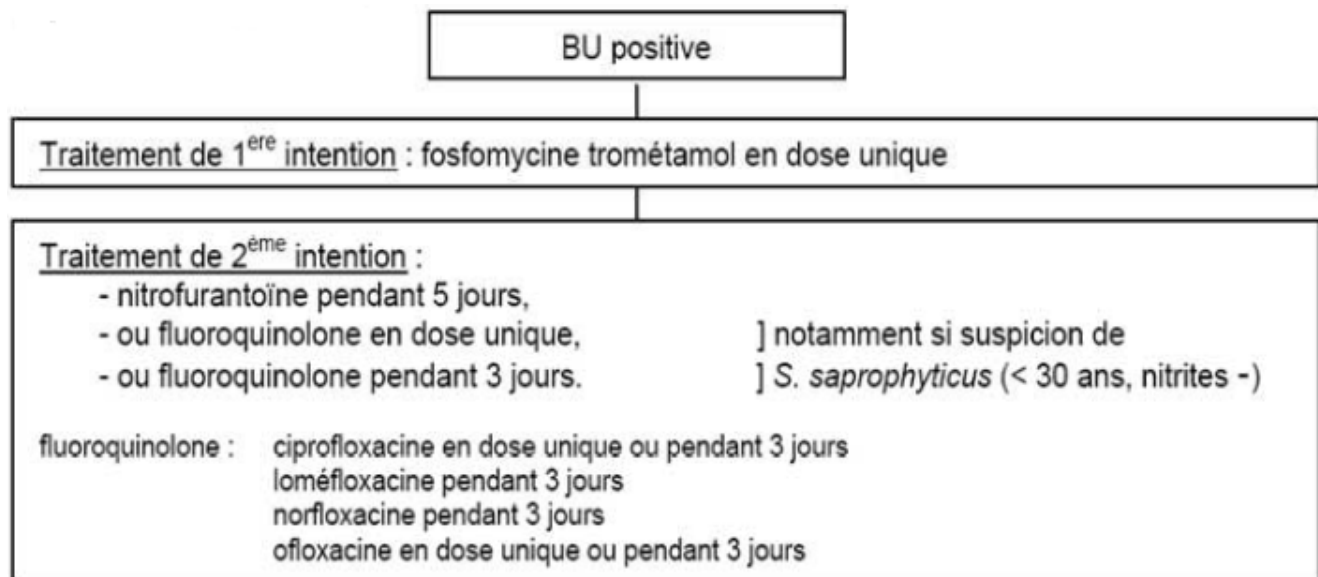 BU positive
Traitement de 1ere intention : fosfomycine trométamol en dose unique
Traitement de 2ème intention :
- nitrofurantoïne pendant 5 jours,
- ou fluoroquinolone en dose unique, ] notamment si suspicion de
- ou fluoroquinolone pendant 3 jours. ] S. saprophyticus (< 30 ans, nitrites -)
fluoroquinolone : ciprofloxacine en dose unique ou pendant 3 jours
loméfloxacine pendant 3 jours
norfloxacine pendant 3 jours
ofloxacine en dose unique ou pendant 3 jours